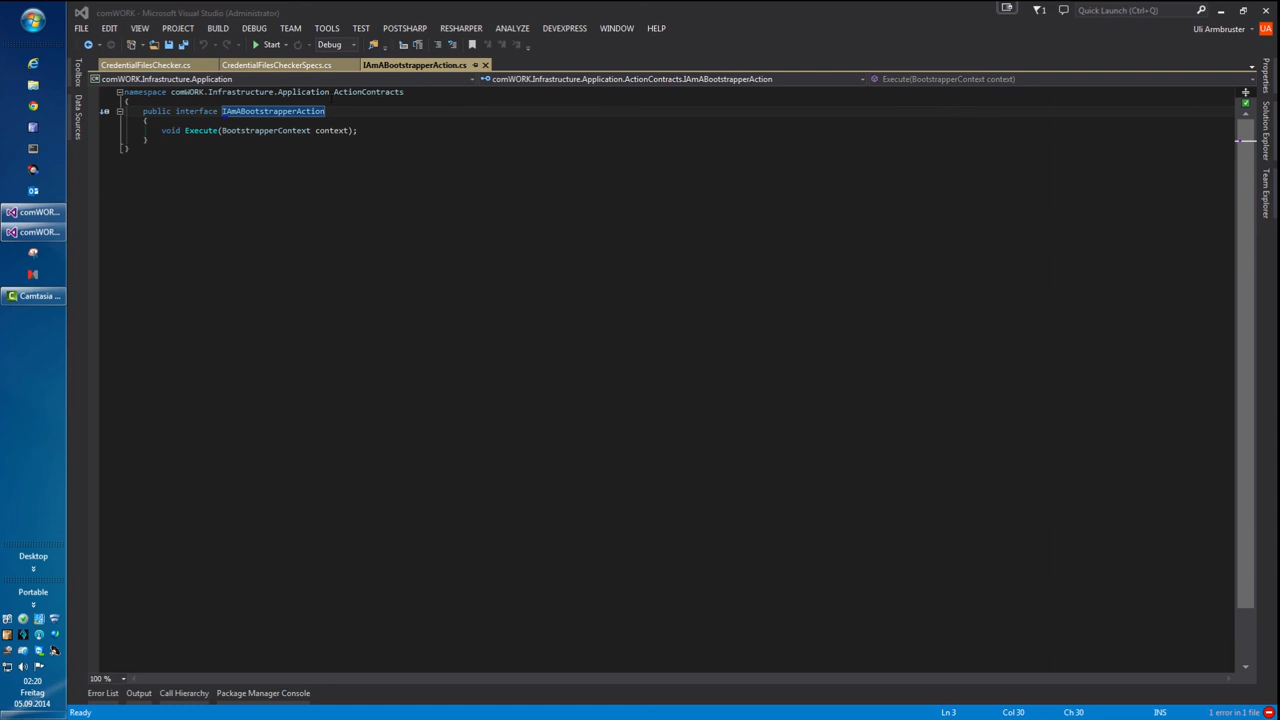 comWORK - Microsoft Visual Studio (Administrator)
Quick Launch (Ctrl+Q)
FILE EDIT VIEW PROJECT BUILD DEBUG TEAM TOOLS TEST POSTSHARP RESHARPER ANALYZE DEVEXPRESS WINDOW HELP
Uli Armbruster UA
Start Debug
CredentialFilesChecker.cs CredentialFilesCheckerSpecs.cs IAmABootstrapperAction.cs
comWORK.Infrastructure.Application comWORK.Infrastructure.Application.ActionContracts.IAmABootstrapperAction Execute(BootstrapperContext context)
namespace comWORK.Infrastructure.Application.ActionContracts
{
public interface IAmABootstrapperAction
{
void Execute(BootstrapperContext context);
}
}
Toolbox
Data Sources
Properties
Solution Explorer
Team Explorer
comWOR...
comWOR...
Camtasia ...
Desktop
Portable
02:20
Freitag
05.09.2014
100 %
Error List Output Call Hierarchy Package Manager Console
Ready Ln 3 Col 30 Ch 30 INS 1 error in 1 file